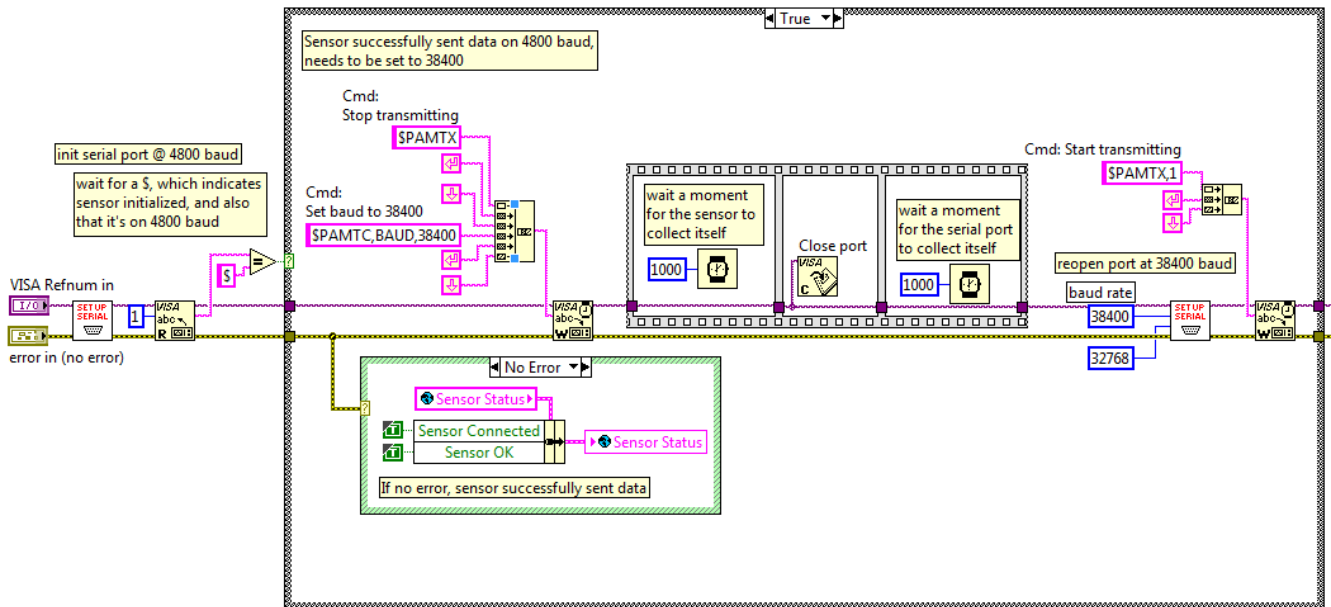 True
Sensor successfully sent data on 4800 baud,
needs to be set to 38400
Cmd:
Stop transmitting
$PAMTX
init serial port @ 4800 baud
wait for a $, which indicates
sensor initialized, and also
that it's on 4800 baud
Cmd:
Set baud to 38400
$PAMTC,BAUD,38400
$
=
?
VISA Refnum in
I/O
SETUP
SERIAL
1
VISA
abc
R
error in (no error)
VISA
abc
W
wait a moment
for the sensor to
collect itself
1000
Close port
VISA
C
wait a moment
for the serial port
to collect itself
1000
Cmd: Start transmitting
$PAMTX,1
reopen port at 38400 baud
baud rate
38400
32768
SETUP
SERIAL
VISA
abc
W
No Error
?
Sensor Status
T
Sensor Connected
T
Sensor OK
Sensor Status
If no error, sensor successfully sent data